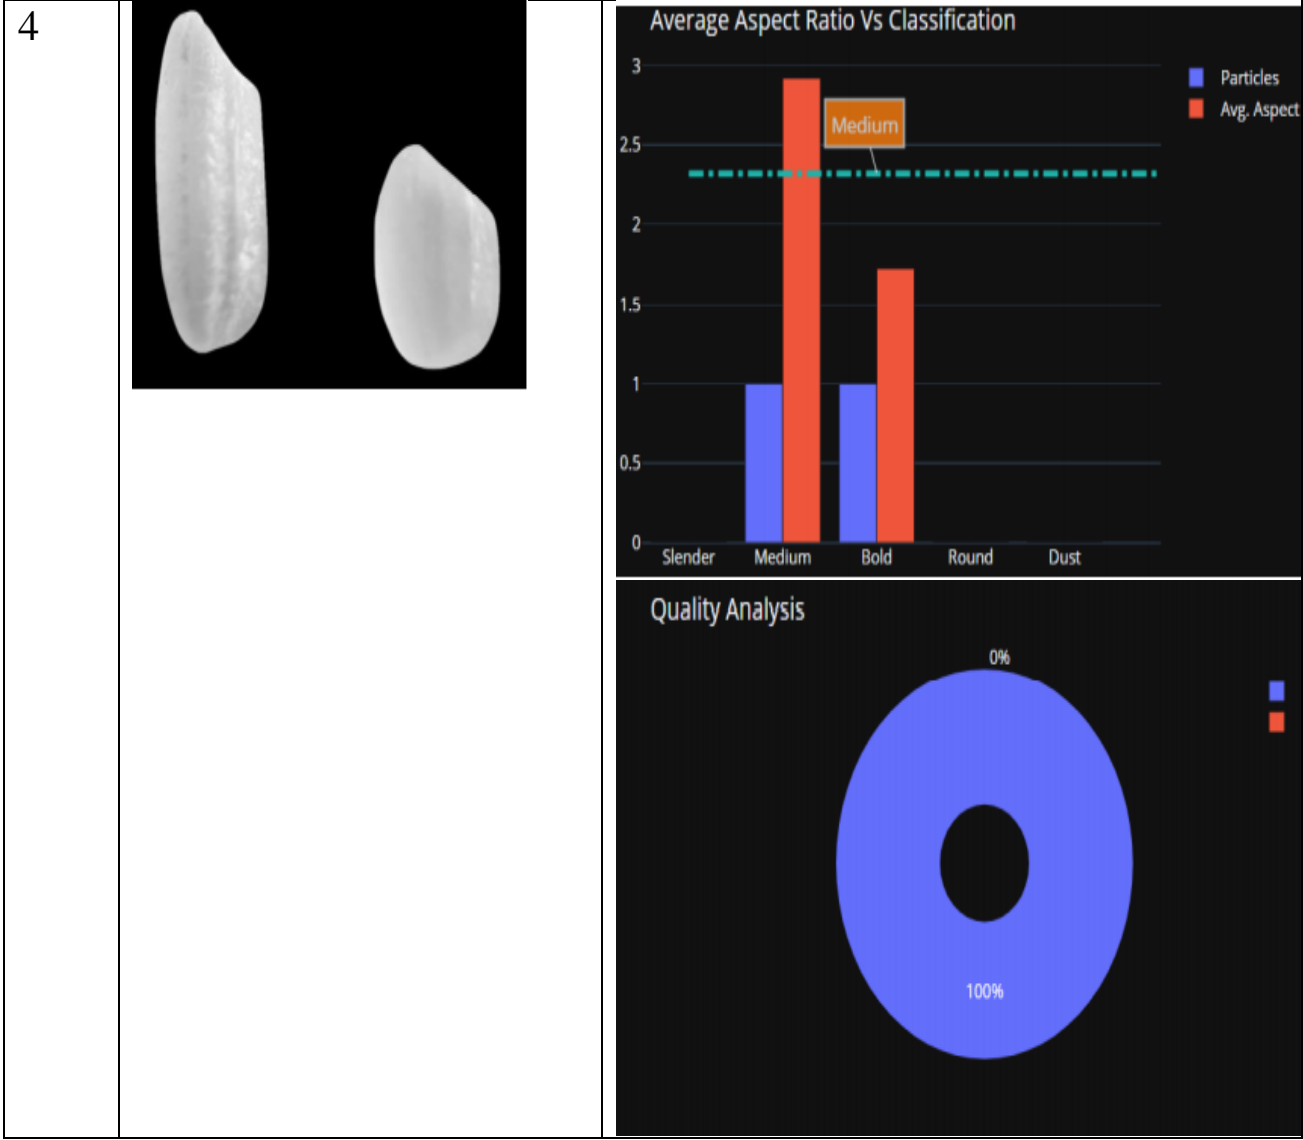 4
Average Aspect Ratio Vs Classification
Particles
Avg. Aspect
Medium
3
2.5
2
1.5
1
0.5
0
Slender Medium Bold Round Dust
Quality Analysis
0%
100%